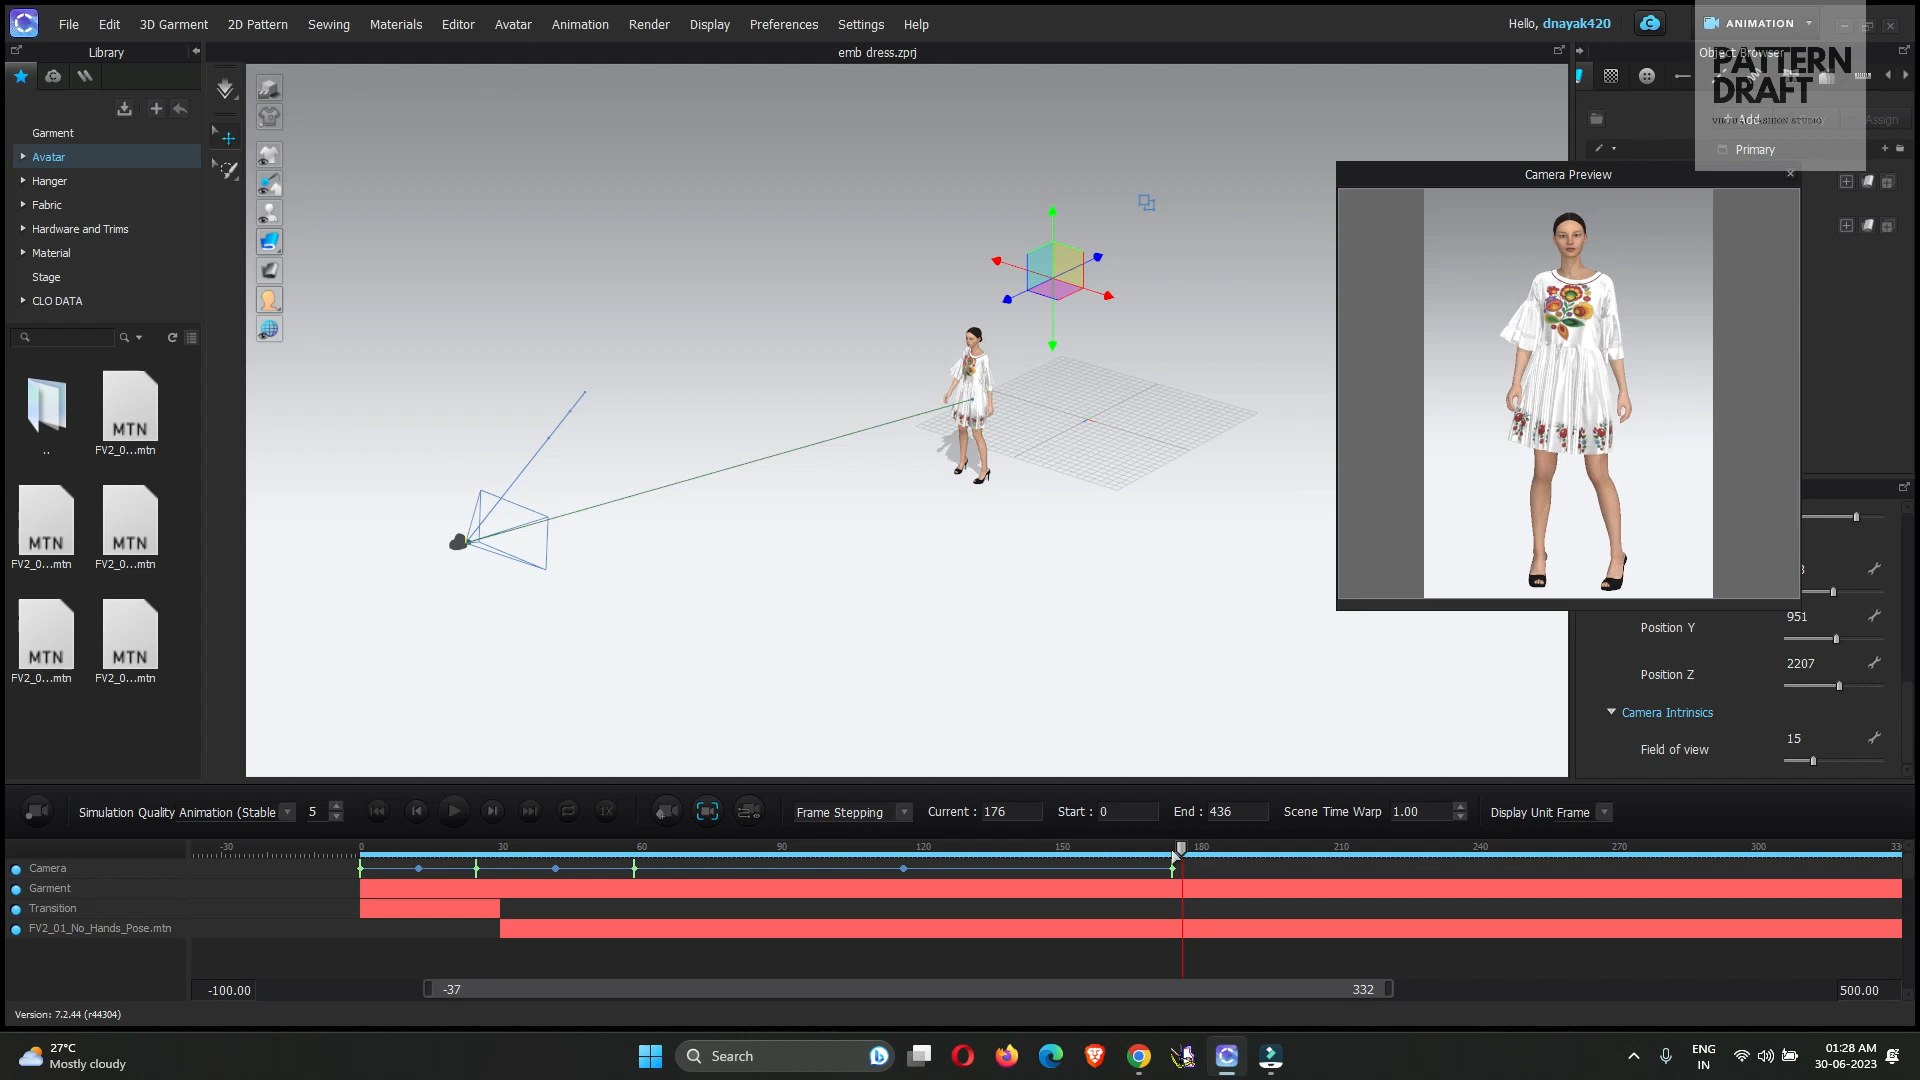 File Edit 3D Garment 2D Pattern Sewing Materials Editor Avatar Animation Render Display Preferences Settings Help
Hello, dnayak420
ANIMATION
Library
emb dress.zprj
Object Browser
PATTERN
DRAFT
Garment
Avatar
Hanger
Fabric
Hardware and Trims
Material
Stage
CLO DATA
+ Add
Assign
Primary
Camera Preview
..
MTN
FV2_0...mtn
MTN
FV2_0...mtn
MTN
FV2_0...mtn
MTN
FV2_0...mtn
MTN
FV2_0...mtn
951
Position Y
2207
Position Z
Camera Intrinsics
15
Field of view
Simulation Quality Animation (Stable 5
1X
Frame Stepping
Current : 176 Start : 0 End : 436 Scene Time Warp 1.00 Display Unit Frame
-30 0 30 60 90 120 150 180 210 240 270 300 33
Camera
Garment
Transition
FV2_01_No_Hands_Pose.mtn
-100.00 -37 332 500.00
Version: 7.2.44 (r44304)
27°C
Mostly cloudy
Search
ENG
IN
01:28 AM
30-06-2023